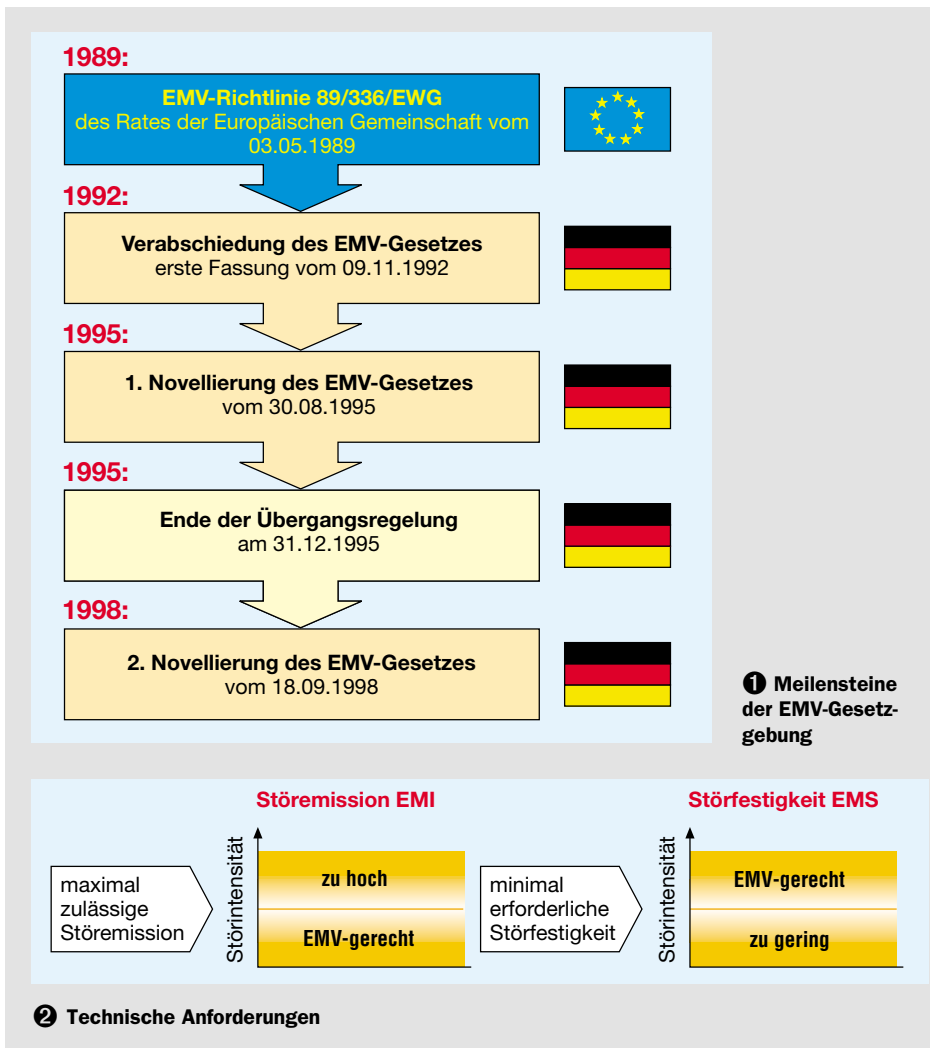 1989:
EMV-Richtlinie 89/336/EWG
des Rates der Europäischen Gemeinschaft vom
03.05.1989
1992:
Verabschiedung des EMV-Gesetzes
erste Fassung vom 09.11.1992
1995:
1. Novellierung des EMV-Gesetzes
vom 30.08.1995
1995:
Ende der Übergangsregelung
am 31.12.1995
1998:
2. Novellierung des EMV-Gesetzes
vom 18.09.1998
❶ Meilensteine
der EMV-Gesetz-
gebung
Störemission EMI
maximal
zulässige
Störemission
Störintensität
zu hoch
EMV-gerecht
Störfestigkeit EMS
minimal
erforderliche
Störfestigkeit
Störintensität
EMV-gerecht
zu gering
❷ Technische Anforderungen